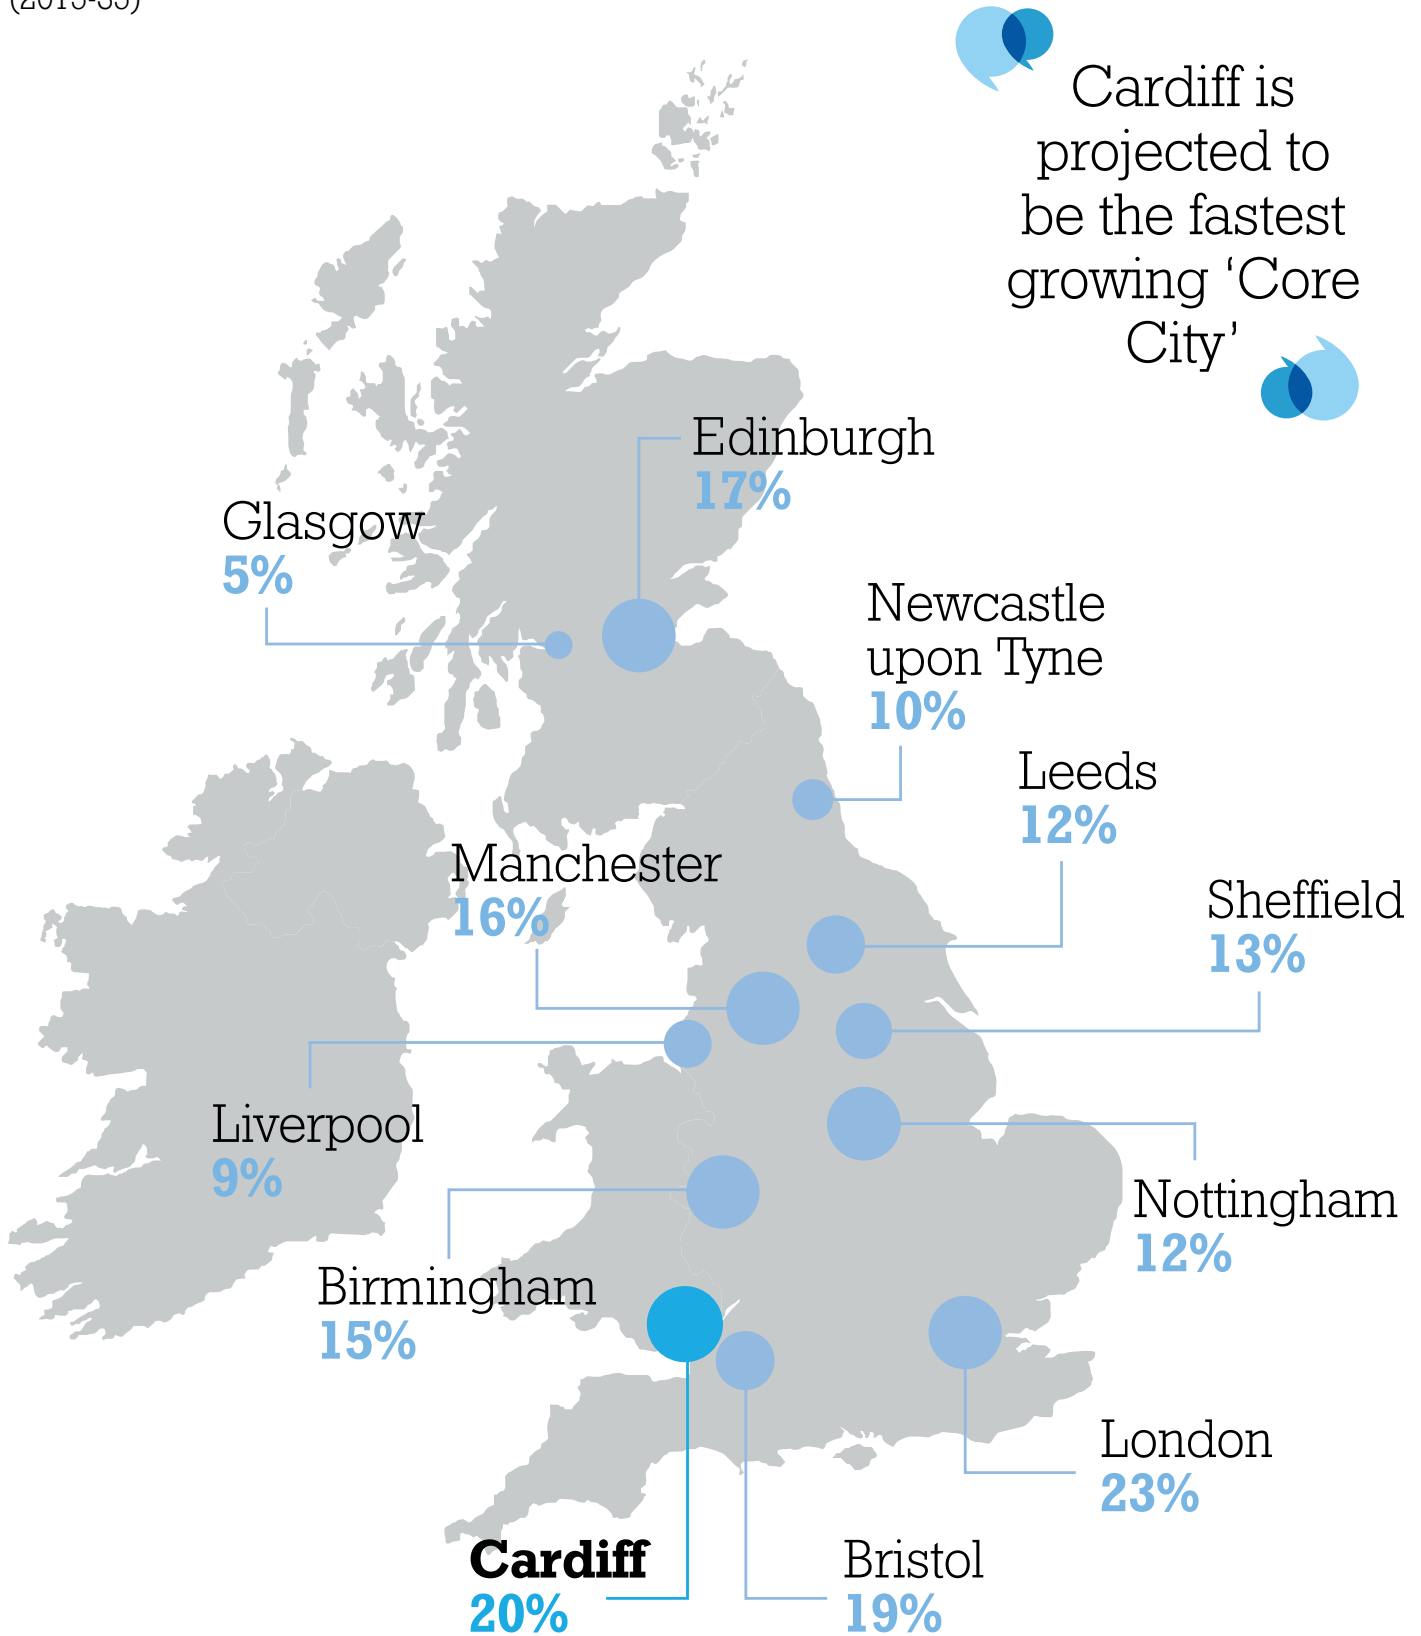 Cardiff is
projected to
be the fastest
growing ‘Core
City’
Edinburgh
17%
Glasgow
5%
Newcastle
upon Tyne
10%
Leeds
12%
Manchester
16%
Sheffield
13%
Liverpool
9%
Nottingham
12%
Birmingham
15%
London
23%
Cardiff
20%
Bristol
19%